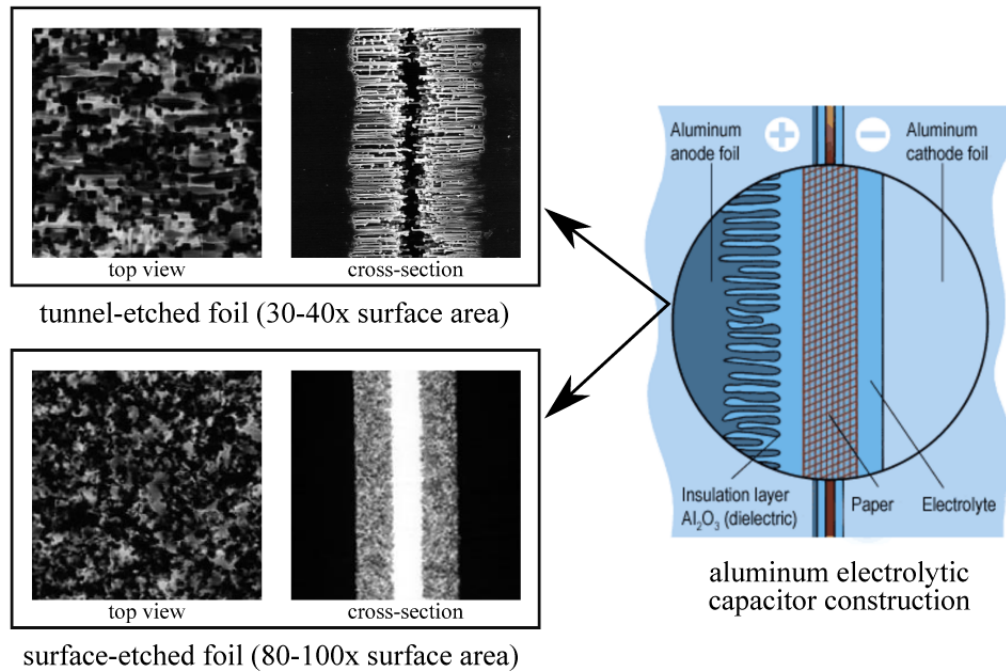 top view
cross-section
tunnel-etched foil (30-40x surface area)
top view
cross-section
surface-etched foil (80-100x surface area)
Aluminum
anode foil
+
−
Aluminum
cathode foil
Insulation layer
Al₂O₃ (dielectric)
Paper
Electrolyte
aluminum electrolytic
capacitor construction